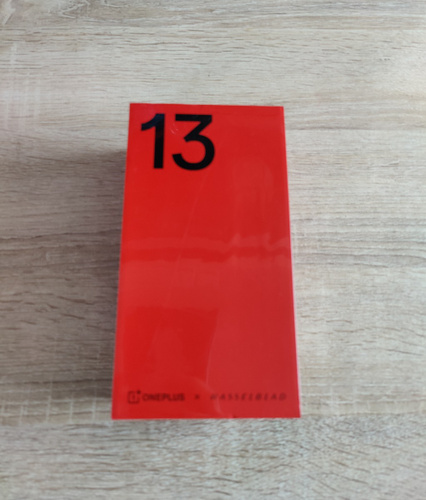 13
ONEPLUS × HASSELBLAD